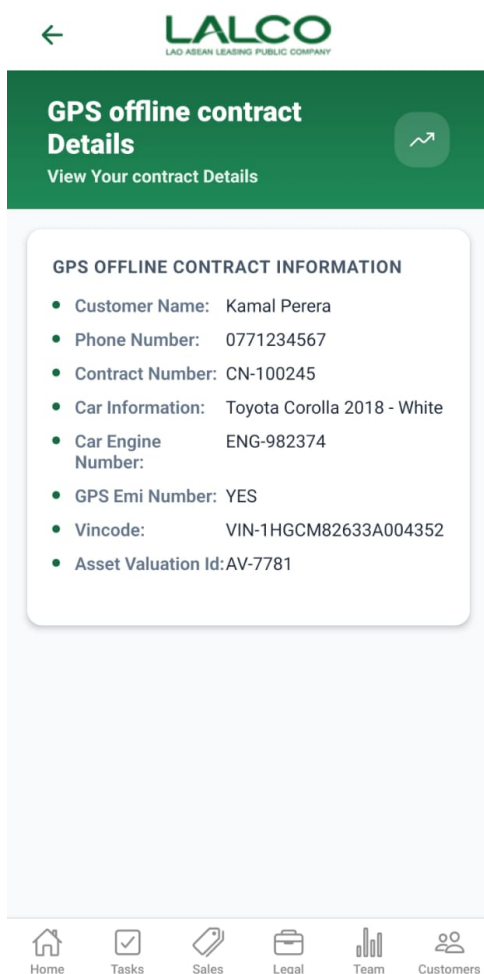 LALCO
LAO ASEAN LEASING PUBLIC COMPANY
GPS offline contract
Details
View Your contract Details
GPS OFFLINE CONTRACT INFORMATION
Customer Name: Kamal Perera
Phone Number: 0771234567
Contract Number: CN-100245
Car Information: Toyota Corolla 2018 - White
Car Engine ENG-982374
Number:
GPS Emi Number: YES
Vincode: VIN-1HGCM82633A004352
Asset Valuation Id: AV-7781
Home Tasks Sales Legal Team Customers